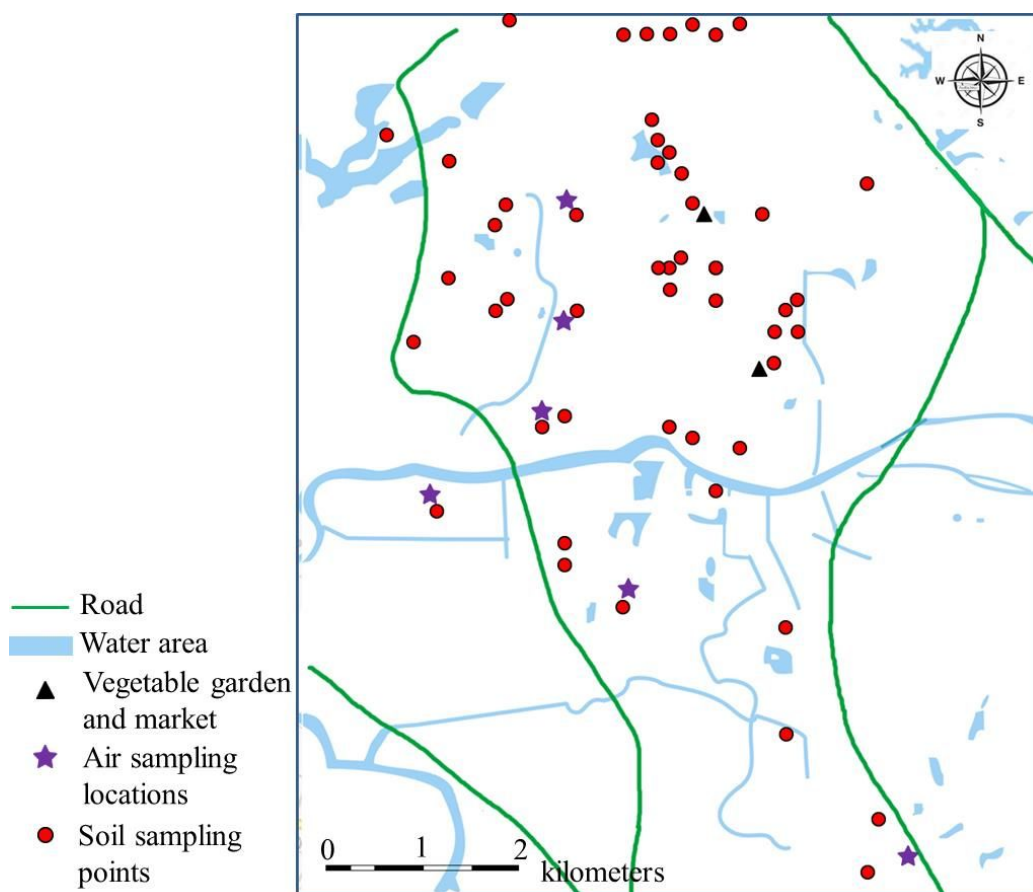 N
W E
S
Road
Water area
Vegetable garden
and market
Air sampling
locations
Soil sampling
points
0 1 2
kilometers